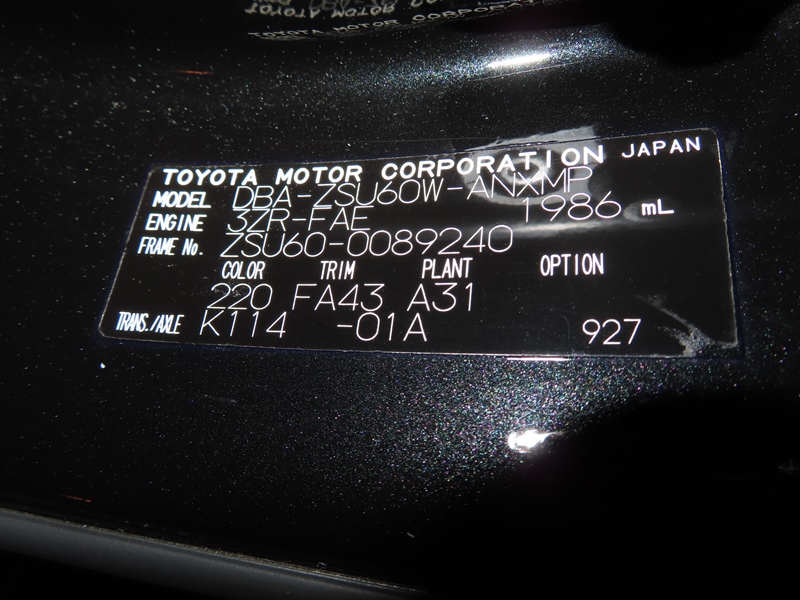 TOYOTA MOTOR CORPORATION JAPAN
MODEL DBA-ZSU60W-ANXMP
ENGINE 3ZR-FAE 1986 mL
FRAME No. ZSU60-0089240
COLOR TRIM PLANT OPTION
220 FA43 A31
TRANS./AXLE K114 -01A 927